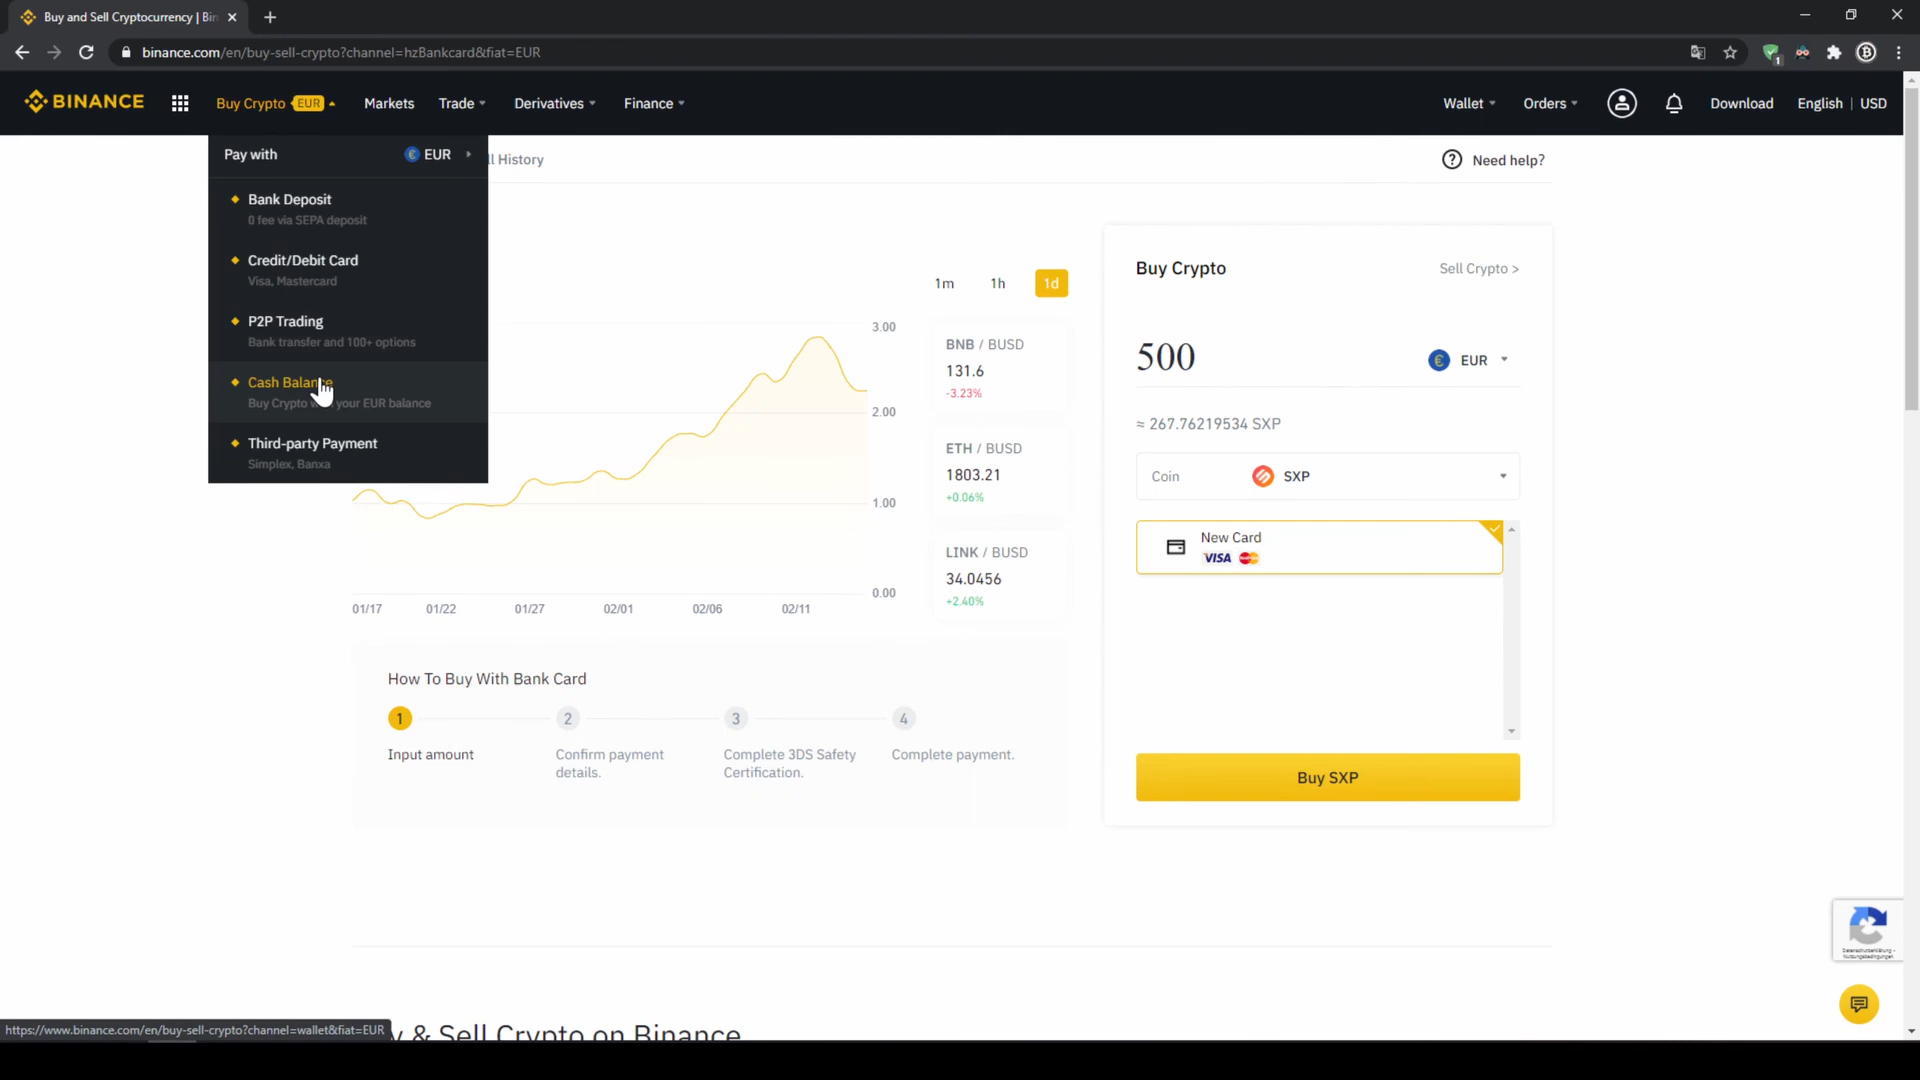 Buy and Sell Cryptocurrency | Bin
binance.com/en/buy-sell-crypto?channel=hzBankcard&fiat=EUR
1
BINANCE
Buy Crypto EUR
Markets
Trade
Derivatives
Finance
Wallet
Orders
Download
English | USD
Pay with
EUR
ll History
Need help?
Bank Deposit
0 fee via SEPA deposit
Credit/Debit Card
Visa, Mastercard
P2P Trading
Bank transfer and 100+ options
Cash Balance
Buy Crypto your EUR balance
Third-party Payment
Simplex, Banxa
1m
1h
1d
3.00
2.00
1.00
0.00
01/17
01/22
01/27
02/01
02/06
02/11
BNB / BUSD
131.6
-3.23%
ETH / BUSD
1803.21
+0.06%
LINK / BUSD
34.0456
+2.40%
Buy Crypto
Sell Crypto >
500
EUR
≈ 267.76219534 SXP
Coin
SXP
New Card
VISA
Buy SXP
How To Buy With Bank Card
1
2
3
4
Input amount
Confirm payment
details.
Complete 3DS Safety
Certification.
Complete payment.
Datenschutzerklärung -
Nutzungsbedingungen
https://www.binance.com/en/buy-sell-crypto?channel=wallet&fiat=EUR
y & Sell Crypto on Binance